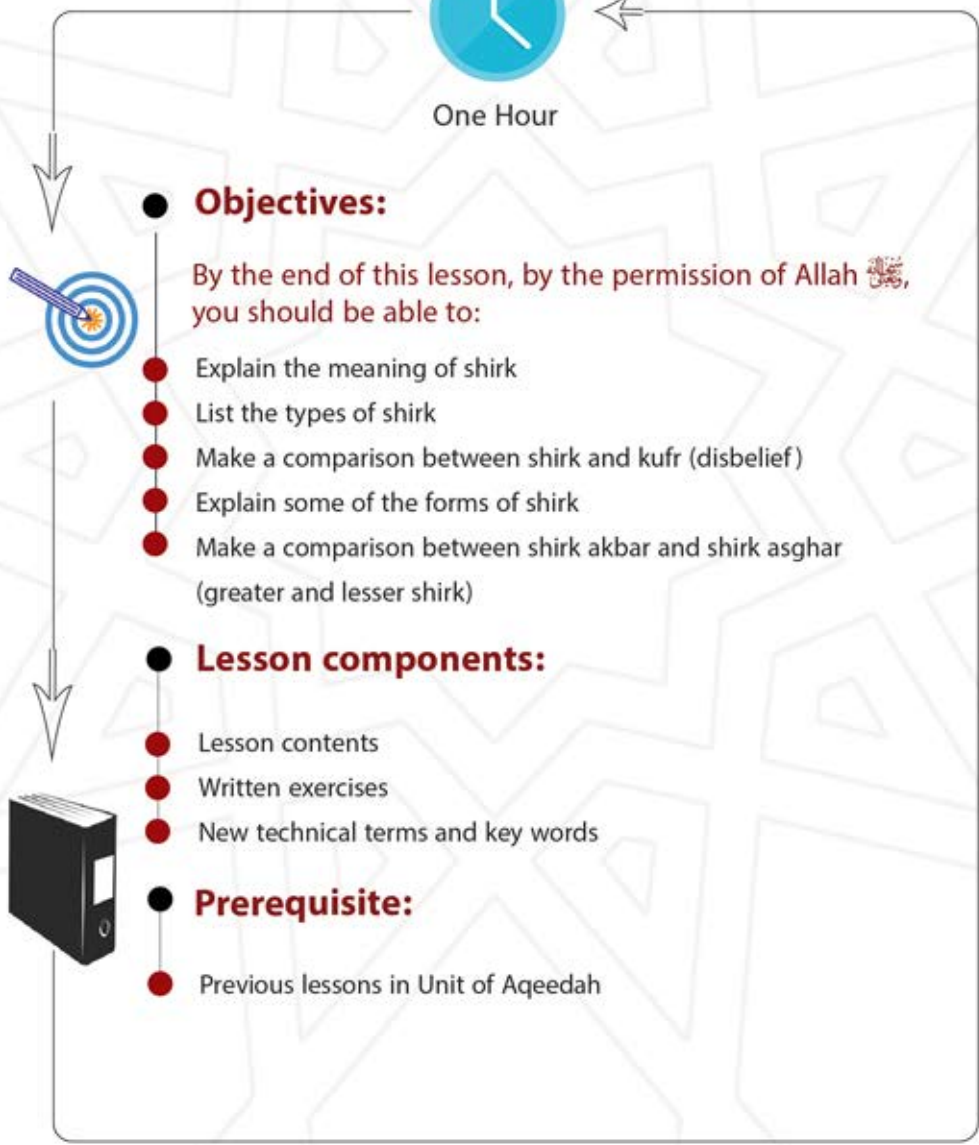 One Hour
Objectives:
By the end of this lesson, by the permission of Allah سبحانه وتعالى,
you should be able to:
Explain the meaning of shirk
List the types of shirk
Make a comparison between shirk and kufr (disbelief)
Explain some of the forms of shirk
Make a comparison between shirk akbar and shirk asghar
(greater and lesser shirk)
Lesson components:
Lesson contents
Written exercises
New technical terms and key words
Prerequisite:
Previous lessons in Unit of Aqeedah